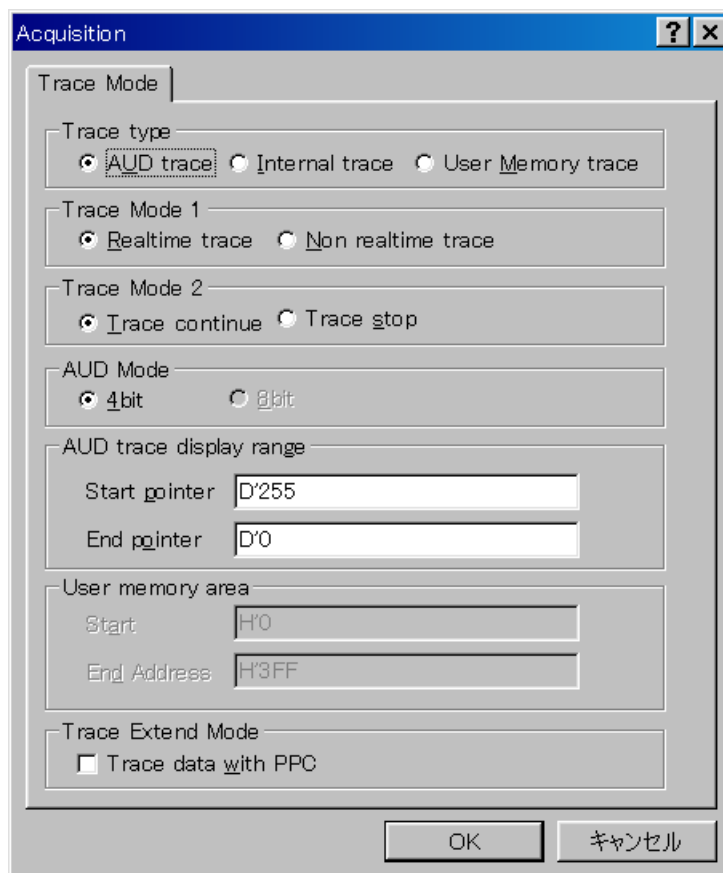 Acquisition
Trace Mode
Trace type
AUD trace Internal trace User Memory trace
Trace Mode 1
Realtime trace Non realtime trace
Trace Mode 2
Trace continue Trace stop
AUD Mode
4bit 8bit
AUD trace display range
Start pointer D'255
End pointer D'0
User memory area
Start H'0
End Address H'3FF
Trace Extend Mode
Trace data with PPC
OK キャンセル